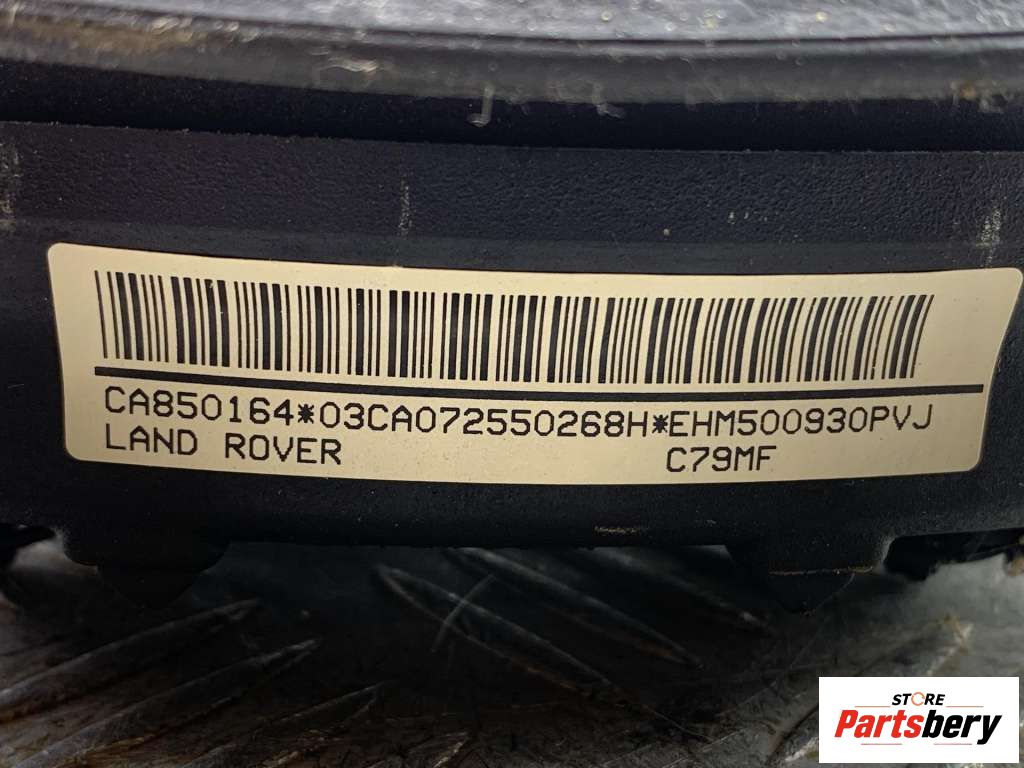 CA850164*03CA072550268H*EHM500930PVJ
LAND ROVER C79MF
STORE
Partsbery